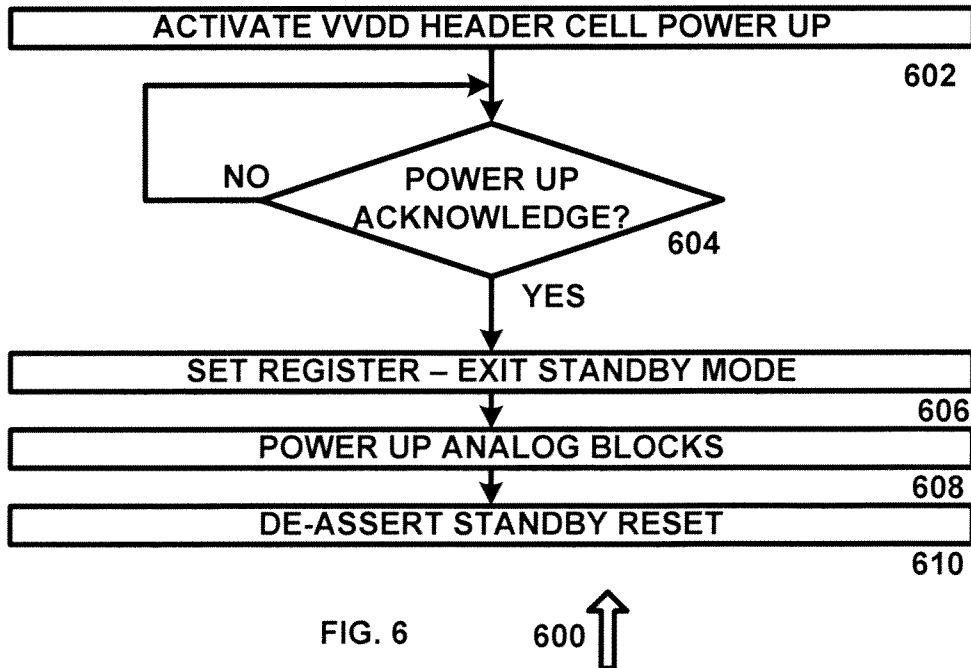 ACTIVATE VVDD HEADER CELL POWER UP
602
NO
POWER UP
ACKNOWLEDGE?
604
YES
SET REGISTER – EXIT STANDBY MODE
606
POWER UP ANALOG BLOCKS
608
DE-ASSERT STANDBY RESET
610
FIG. 6
600